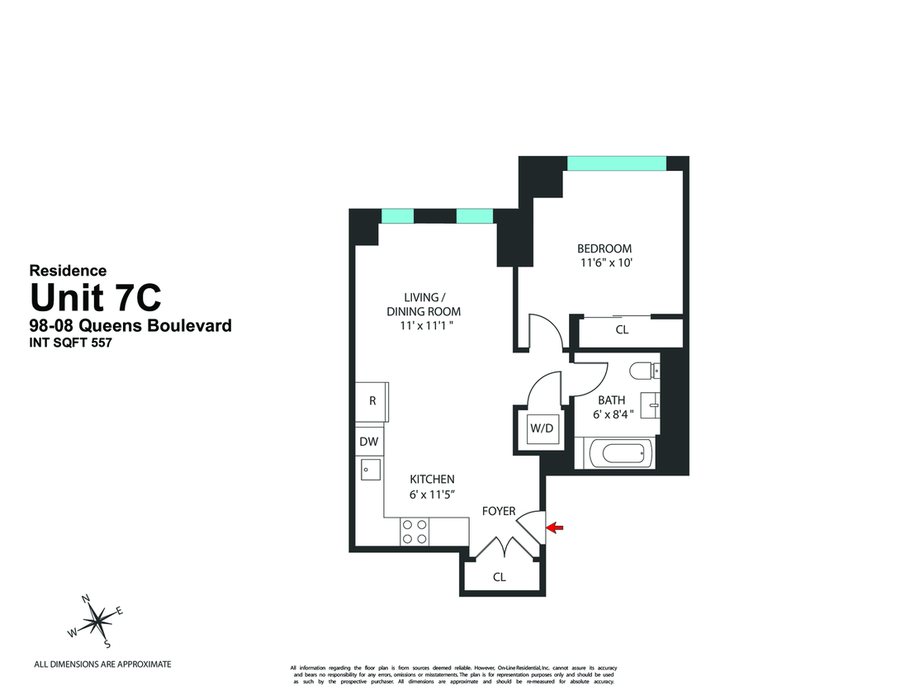 Residence
Unit 7C
98-08 Queens Boulevard
INT SQFT 557
BEDROOM
11'6" x 10'
LIVING /
DINING ROOM
11' x 11'1 "
CL
R
BATH
6' x 8'4 "
W/D
DW
KITCHEN
6' x 11'5”
FOYER
CL
N
E
W
S
ALL DIMENSIONS ARE APPROXIMATE
All information regarding the floor plan is from sources deemed reliable. However, On-Line Residential, Inc. cannot assure its accuracy
and bears no responsibility for any errors, omissions or misstatements. The plan is for representation purposes only and should be used
as such by the prospective purchaser. All dimensions are approximate and should be re-measured for absolute accuracy.